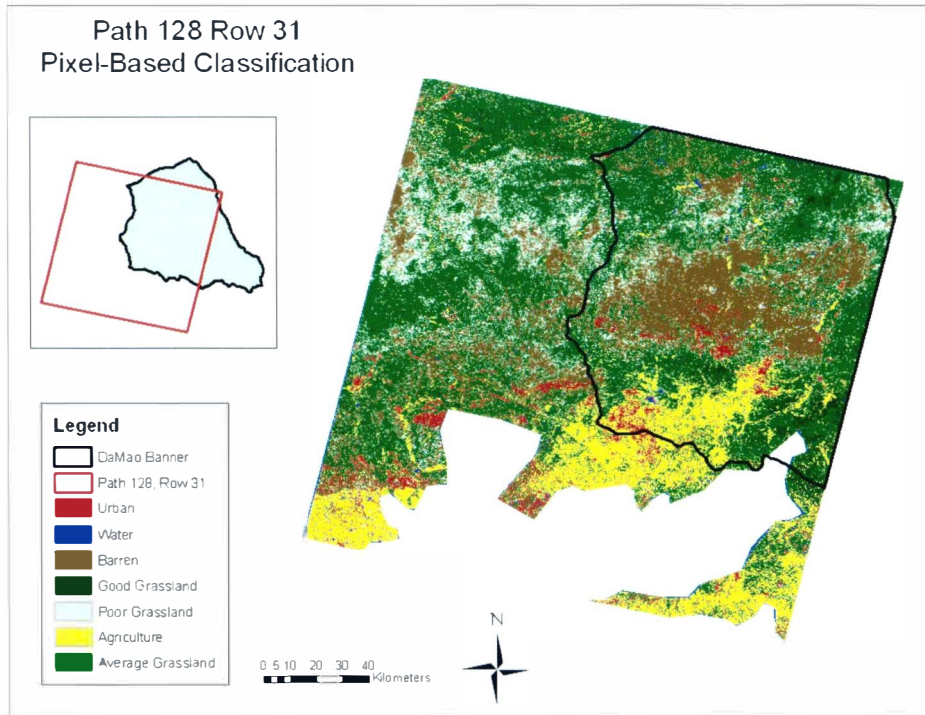 Path 128 Row 31
Pixel-Based Classification
Legend
DaMao Banner
Path 128, Row 31
Urban
Water
Barren
Good Grassland
Poor Grassland
Agriculture
Average Grassland
0 5 10 20 30 40
Kilometers
N